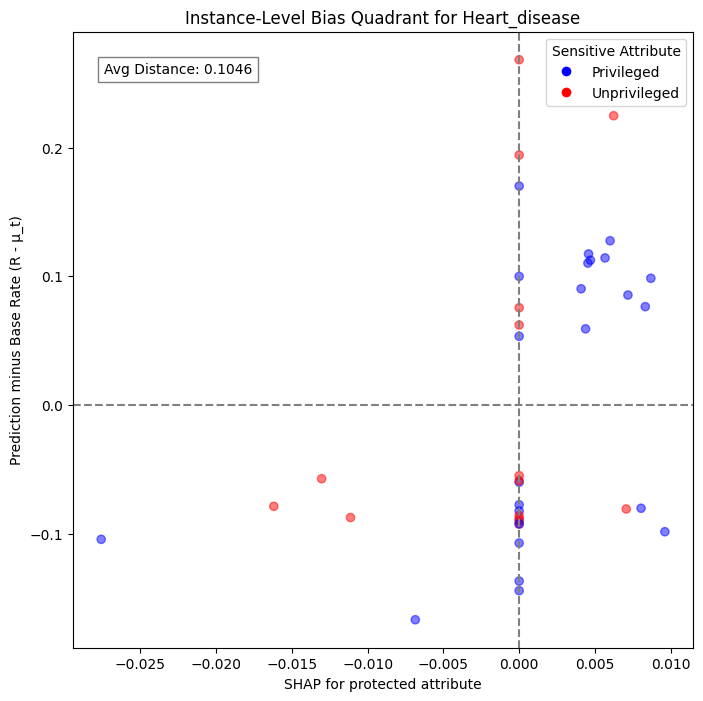 Instance-Level Bias Quadrant for Heart_disease
Avg Distance: 0.1046
Sensitive Attribute
Privileged
Unprivileged
Prediction minus Base Rate (R - μ_t)
0.2
0.1
0.0
−0.1
−0.025
−0.020
−0.015
−0.010
−0.005
0.000
0.005
0.010
SHAP for protected attribute